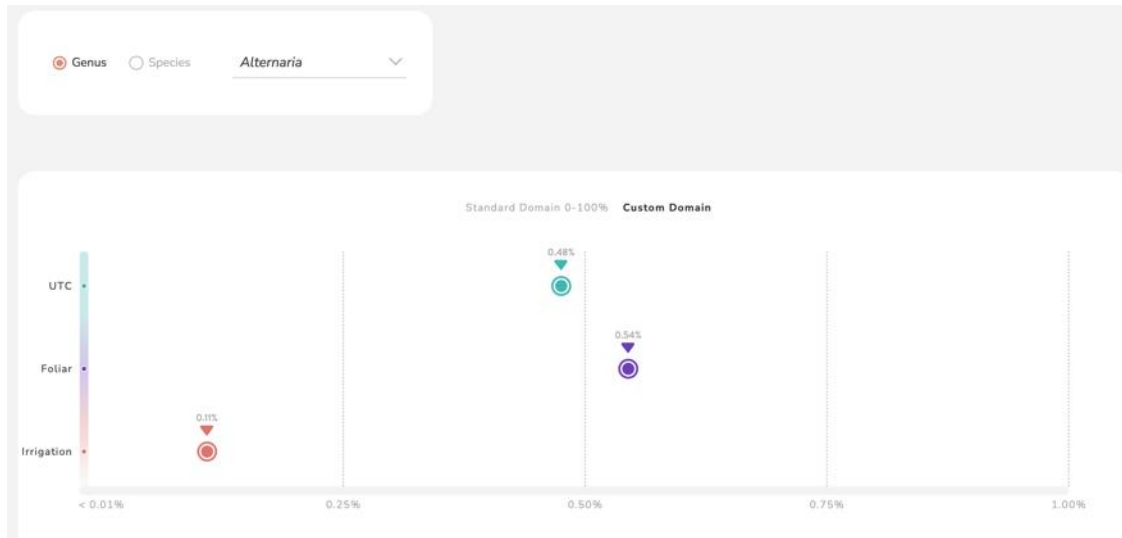 Genus Species Alternaria
Standard Domain 0-100% Custom Domain
0.48%
UTC
0.54%
Foliar
0.11%
Irrigation
< 0.01% 0.25% 0.50% 0.75% 1.00%